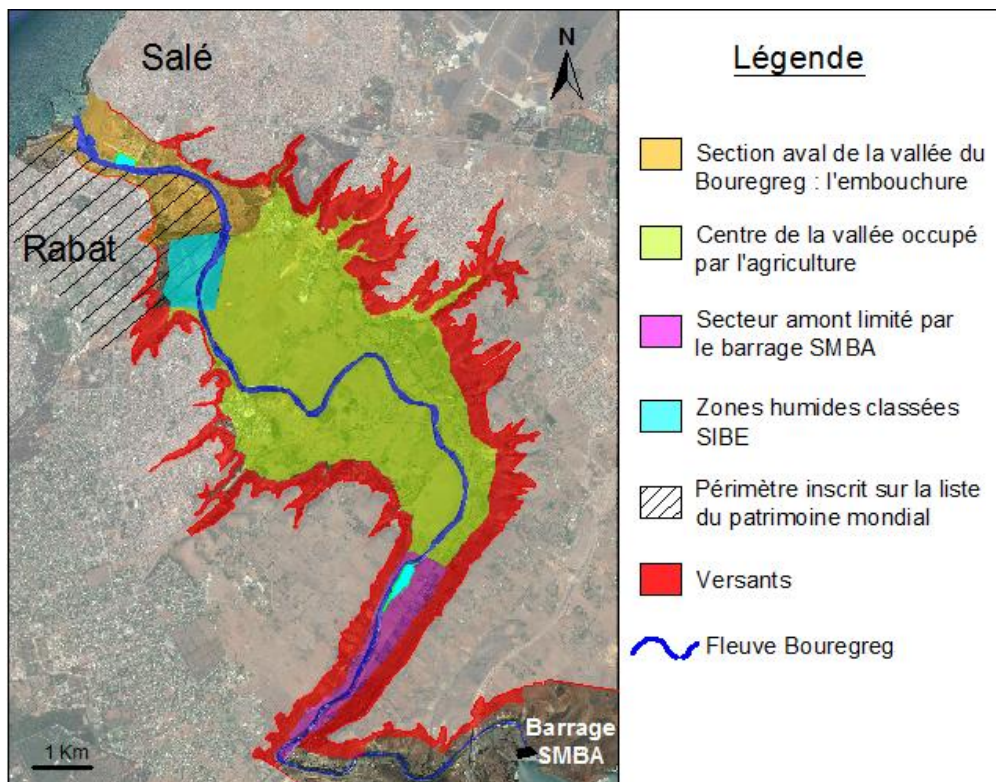 Salé
N
Rabat
Barrage
SMBA
1 Km
Légende
Section aval de la vallée du
Bouregreg : l'embouchure
Centre de la vallée occupé
par l'agriculture
Secteur amont limité par
le barrage SMBA
Zones humides classées
SIBE
Périmètre inscrit sur la liste
du patrimoine mondial
Versants
Fleuve Bouregreg